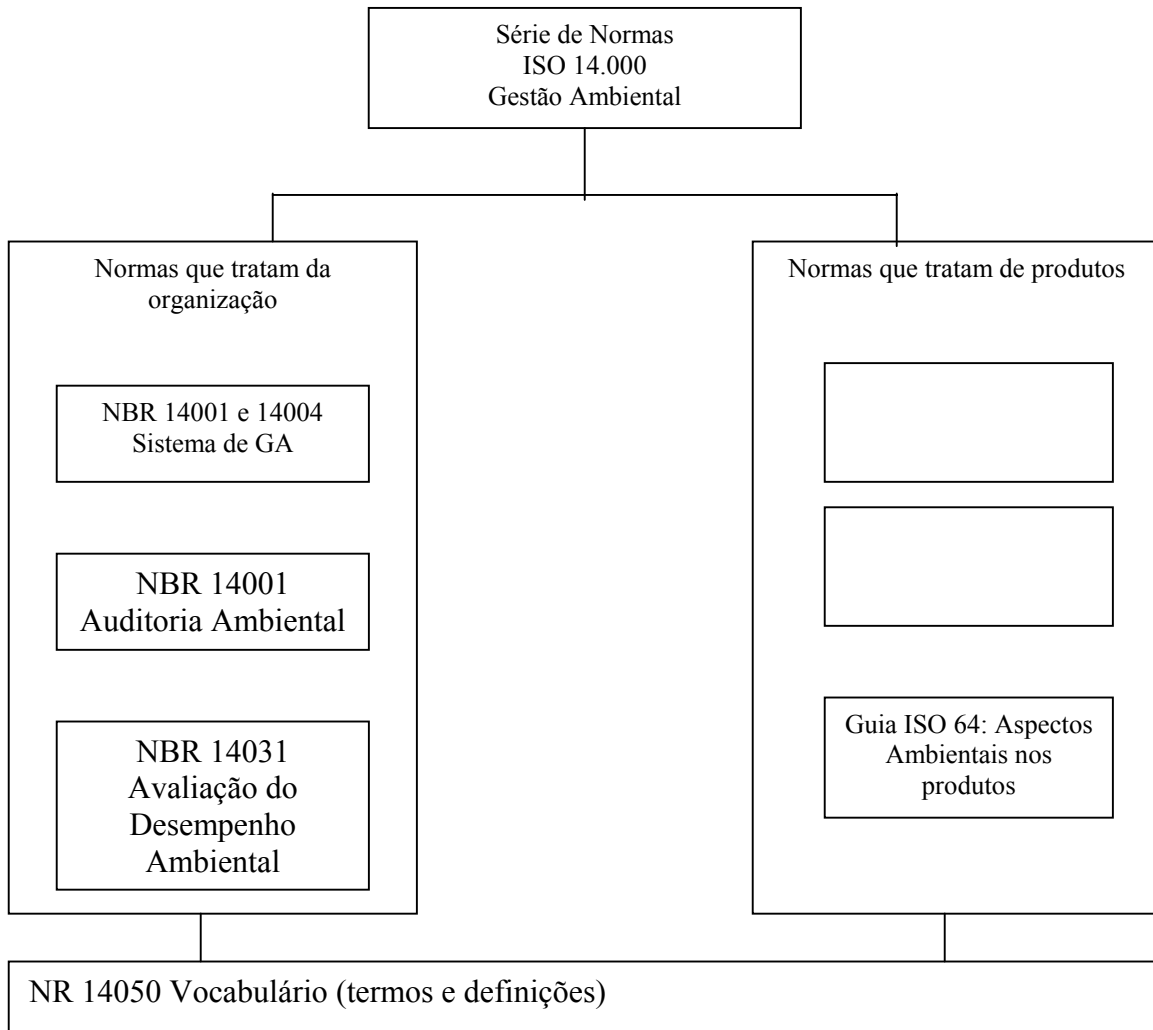 Série de Normas
ISO 14.000
Gestão Ambiental
Normas que tratam da
organização
NBR 14001 e 14004
Sistema de GA
NBR 14001
Auditoria Ambiental
NBR 14031
Avaliação do
Desempenho
Ambiental
Normas que tratam de produtos
Guia ISO 64: Aspectos
Ambientais nos
produtos
NR 14050 Vocabulário (termos e definições)